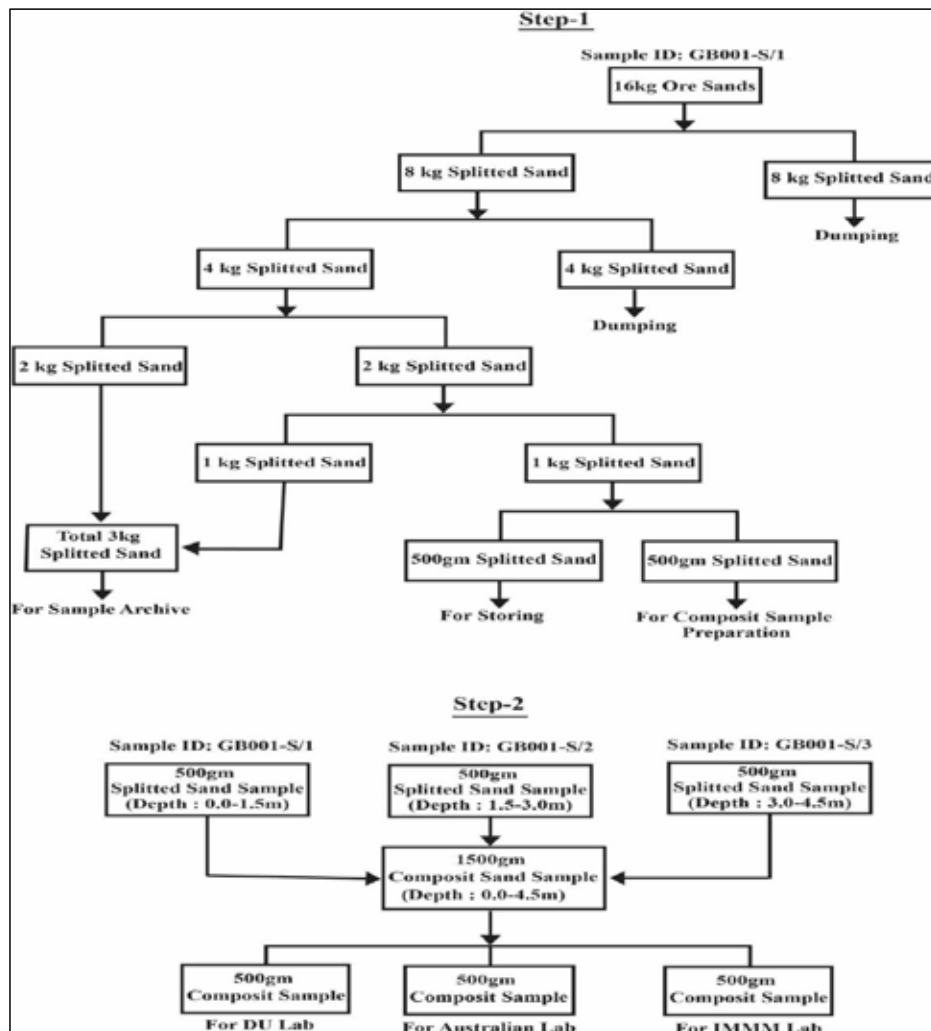 Step-1
Sample ID: GB001-S/1
16kg Ore Sands
8 kg Splitted Sand
8 kg Splitted Sand
Dumping
4 kg Splitted Sand
4 kg Splitted Sand
Dumping
2 kg Splitted Sand
2 kg Splitted Sand
1 kg Splitted Sand
1 kg Splitted Sand
Total 3kg
Splitted Sand
500gm Splitted Sand
500gm Splitted Sand
For Sample Archive
For Storing
For Composit Sample
Preparation
Step-2
Sample ID: GB001-S/1
Sample ID: GB001-S/2
Sample ID: GB001-S/3
500gm
Splitted Sand Sample
(Depth : 0.0-1.5m)
500gm
Splitted Sand Sample
(Depth : 1.5-3.0m)
500gm
Splitted Sand Sample
(Depth : 3.0-4.5m)
1500gm
Composit Sand Sample
(Depth : 0.0-4.5m)
500gm
Composit Sample
500gm
Composit Sample
500gm
Composit Sample
For DU Lab
For Australian Lab
For IMMM Lab